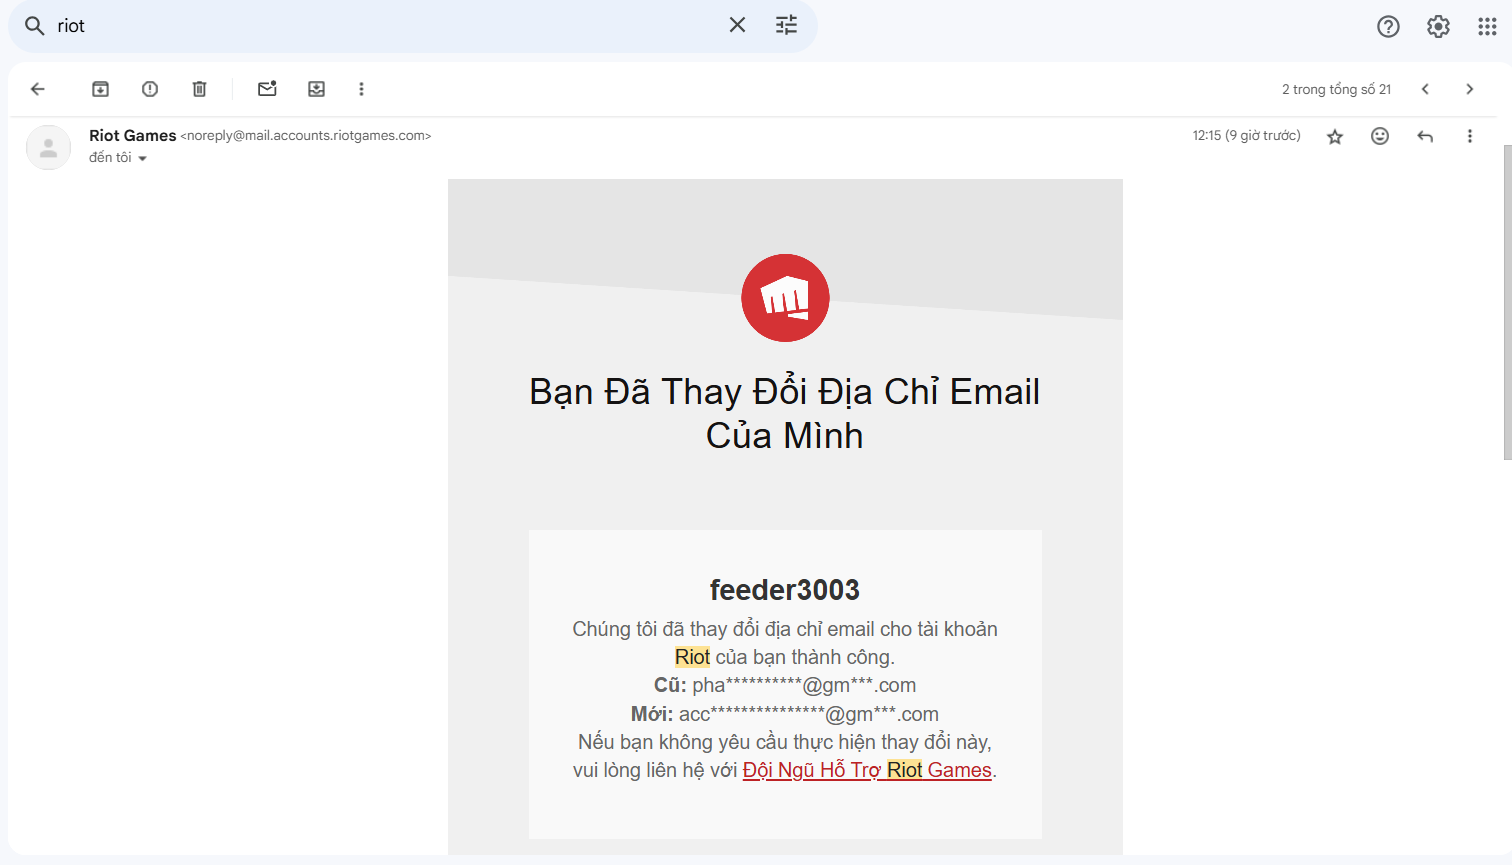 riot
2 trong tổng số 21
Riot Games <noreply@mail.accounts.riotgames.com>
12:15 (9 giờ trước)
đến tôi
Bạn Đã Thay Đổi Địa Chỉ Email
Của Mình
feeder3003
Chúng tôi đã thay đổi địa chỉ email cho tài khoản
Riot của bạn thành công.
Cũ: pha**********@gm***.com
Mới: acc***************@gm***.com
Nếu bạn không yêu cầu thực hiện thay đổi này,
vui lòng liên hệ với Đội Ngũ Hỗ Trợ Riot Games.